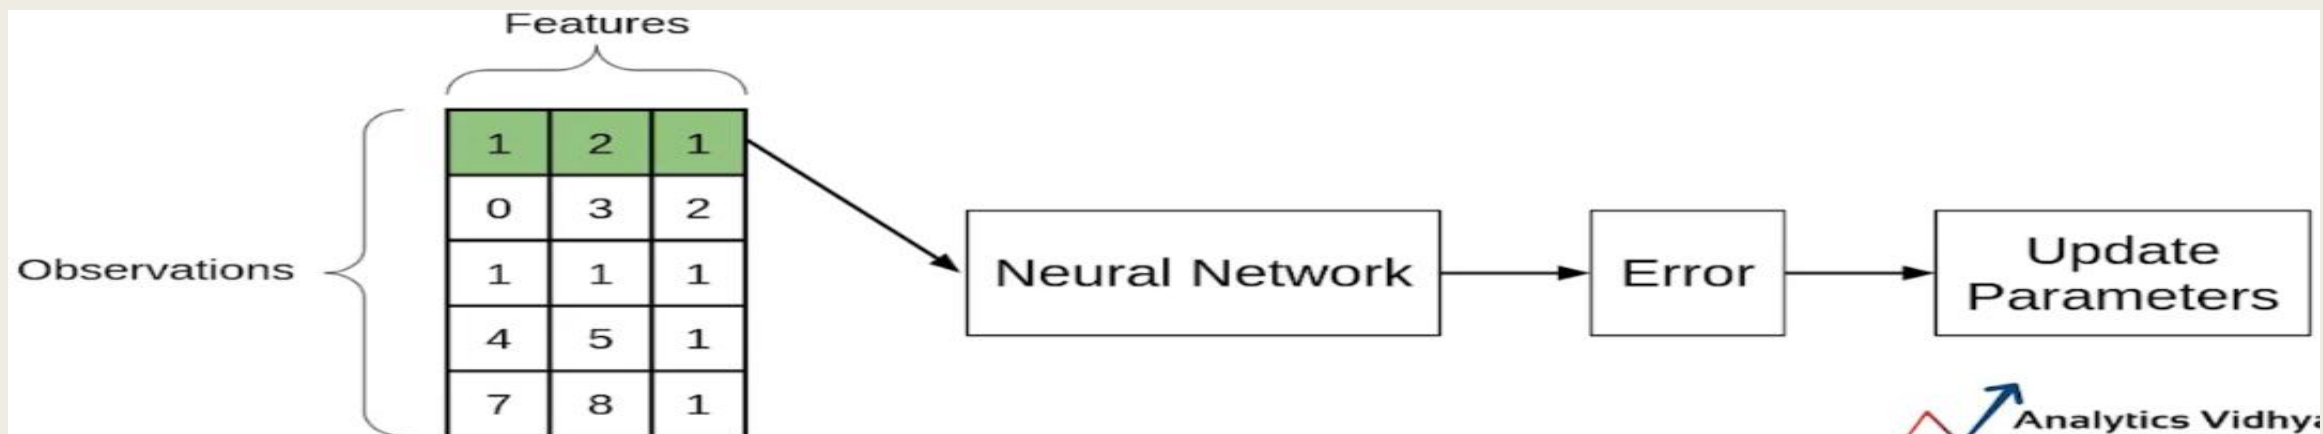 Features
1 2 1
0 3 2
Observations
1 1 1
4 5 1
7 8 1
Neural Network
Error
Update
Parameters
Analytics